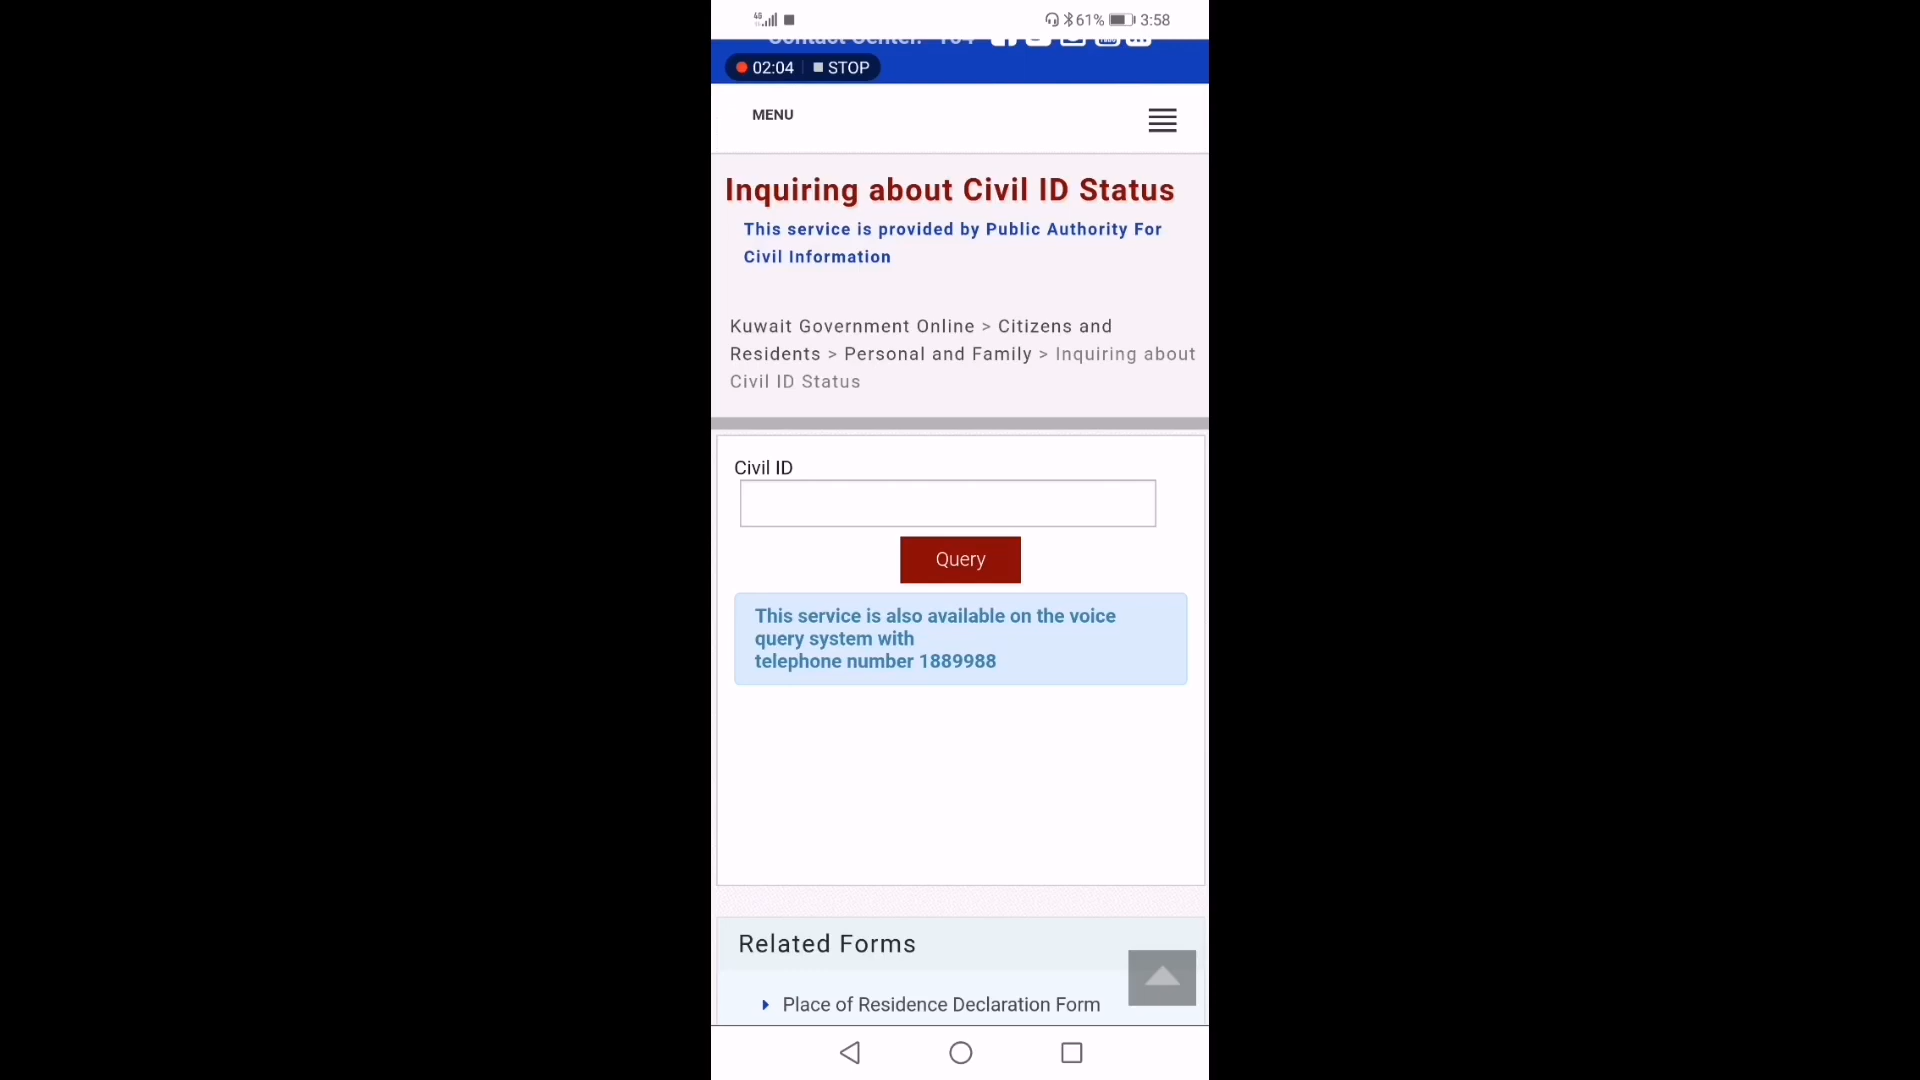 4G 61% 3:58
Contact Center: 164
02:04 STOP
MENU
Inquiring about Civil ID Status
This service is provided by Public Authority For
Civil Information
Kuwait Government Online > Citizens and
Residents > Personal and Family > Inquiring about
Civil ID Status
Civil ID
Query
This service is also available on the voice
query system with
telephone number 1889988
Related Forms
Place of Residence Declaration Form